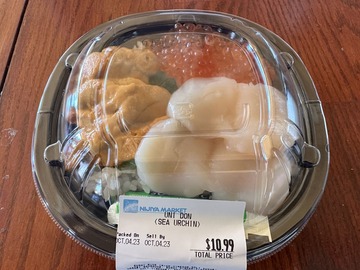 NIJIYA MARKET
UNI DON
(SEA URCHIN)
Packed On Sell By
OCT.04.23 OCT.04.23
$10.99
TOTAL PRICE